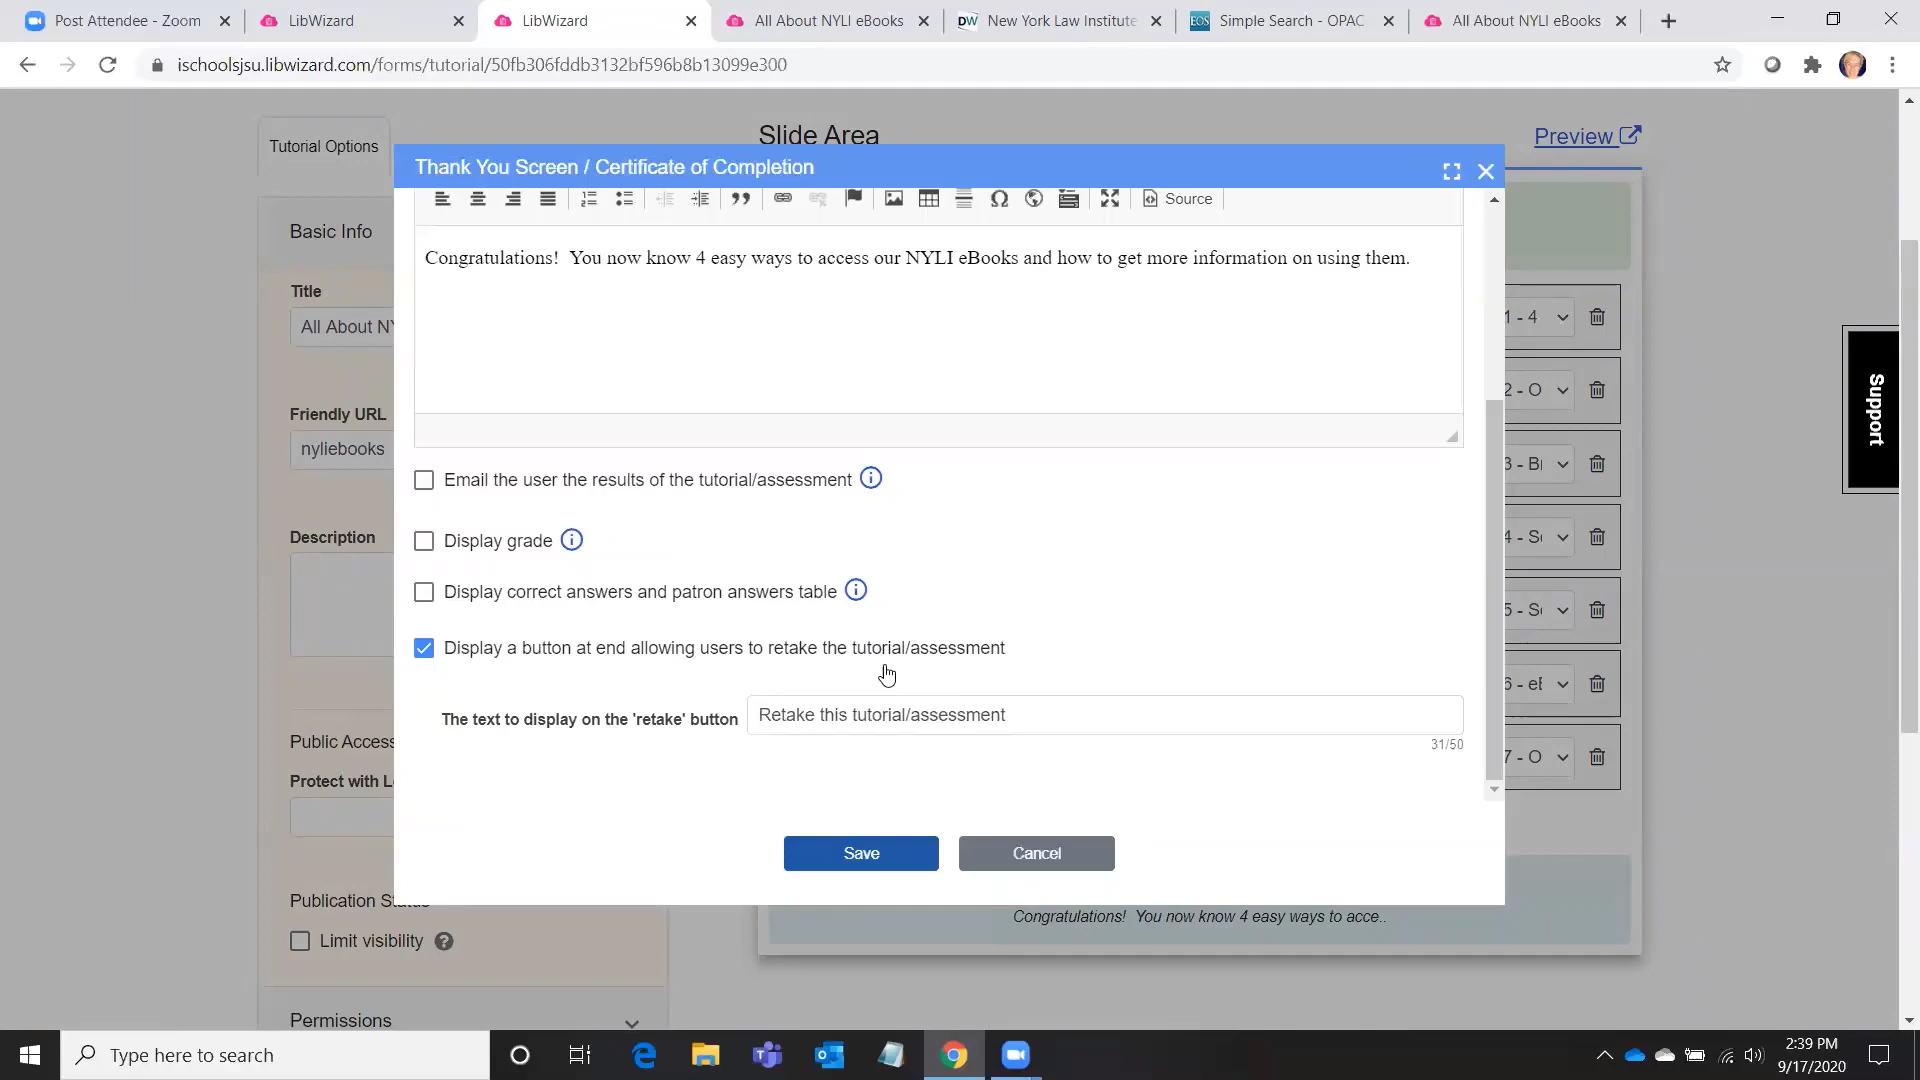 Post Attendee - Zoom
LibWizard
LibWizard
All About NYLI eBooks
New York Law Institute
Simple Search - OPAC
All About NYLI eBooks
ischoolsjsu.libwizard.com/forms/tutorial/50fb306fddb3132bf596b8b13099e300
Tutorial Options
Slide Area
Preview
Thank You Screen / Certificate of Completion
Source
Basic Info
Congratulations!  You now know 4 easy ways to access our NYLI eBooks and how to get more information on using them.
Title
All About NY
1 - 4
2 - O
Friendly URL
nyliebooks
3 - Bi
Support
Email the user the results of the tutorial/assessment
Description
Display grade
4 - Se
Display correct answers and patron answers table
5 - Se
Display a button at end allowing users to retake the tutorial/assessment
6 - eB
The text to display on the 'retake' button
Retake this tutorial/assessment
31/50
Public Access
7 - O
Protect with L
Save
Cancel
Publication Status
Congratulations!  You now know 4 easy ways to acce..
Limit visibility
Permissions
Type here to search
2:39 PM
9/17/2020